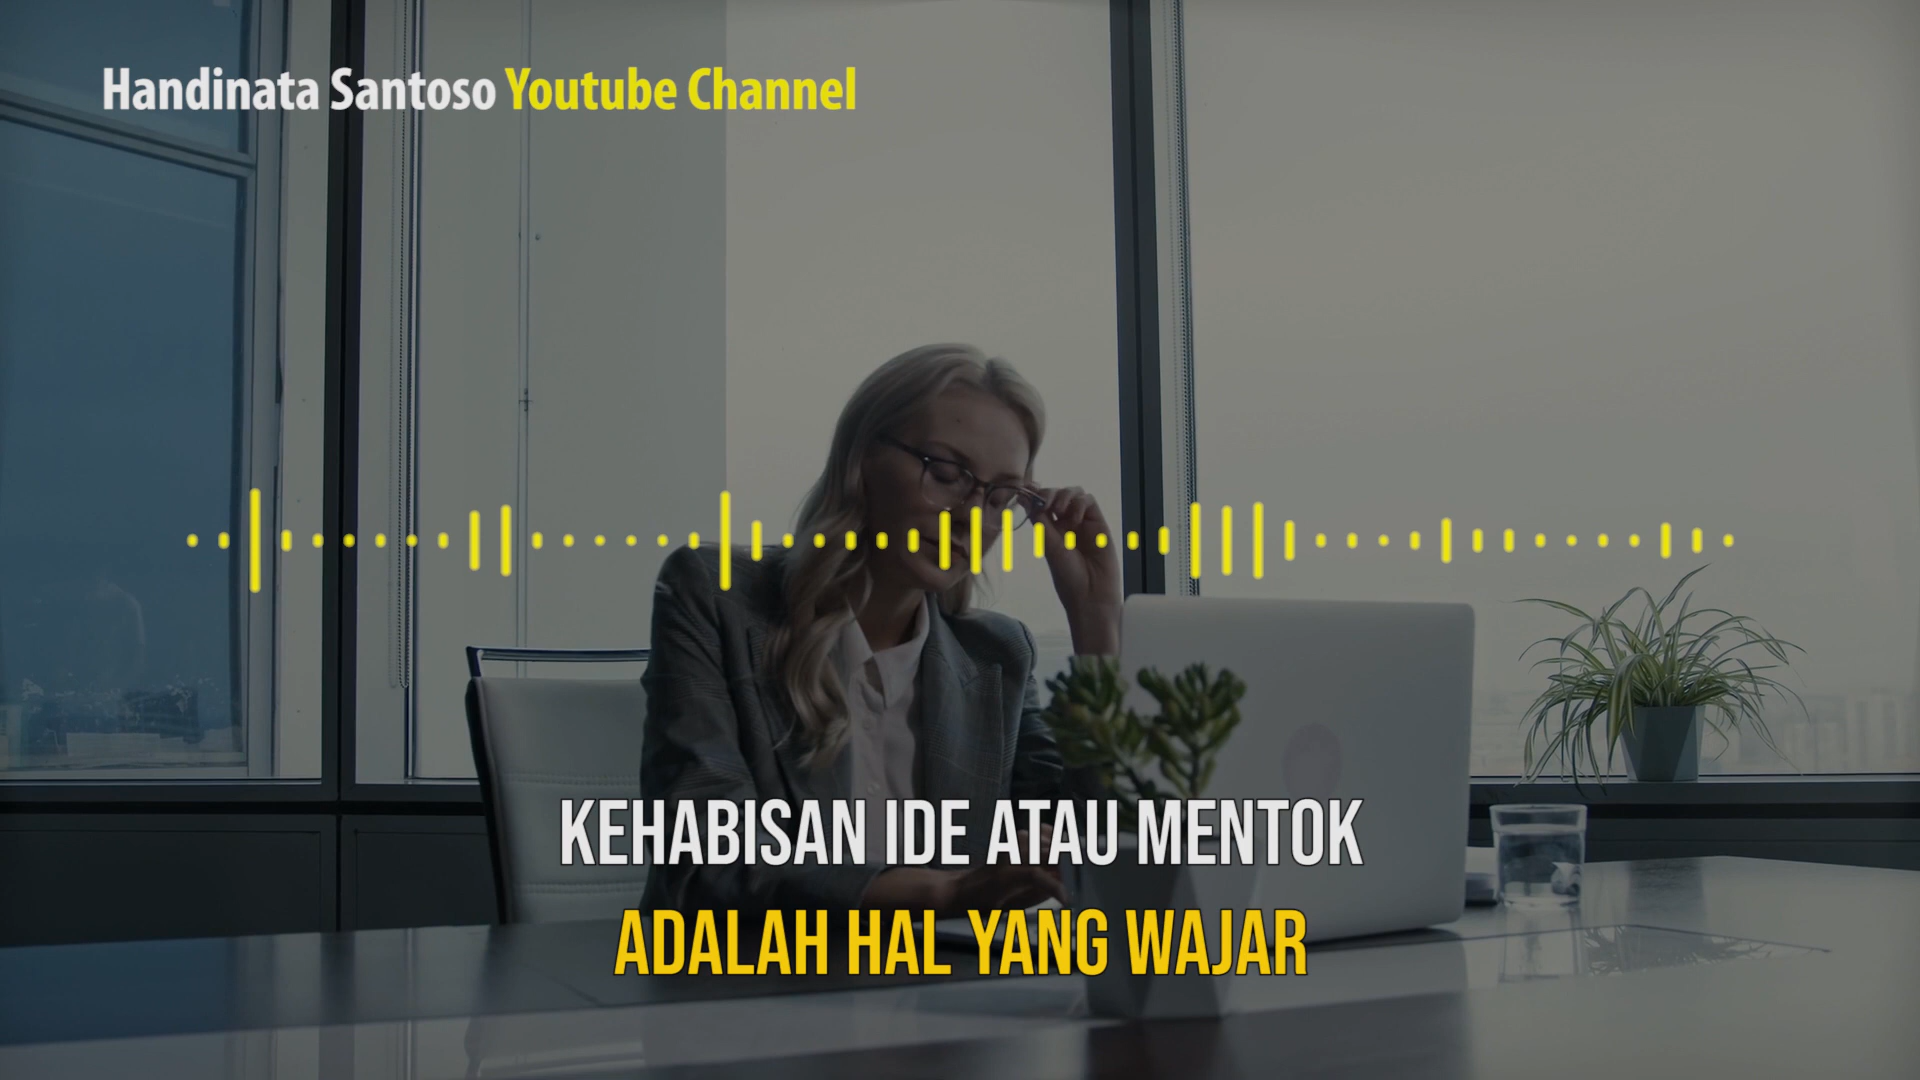 Handinata Santoso Youtube Channel
KEHABISAN IDE ATAU MENTOK
ADALAH HAL YANG WAJAR